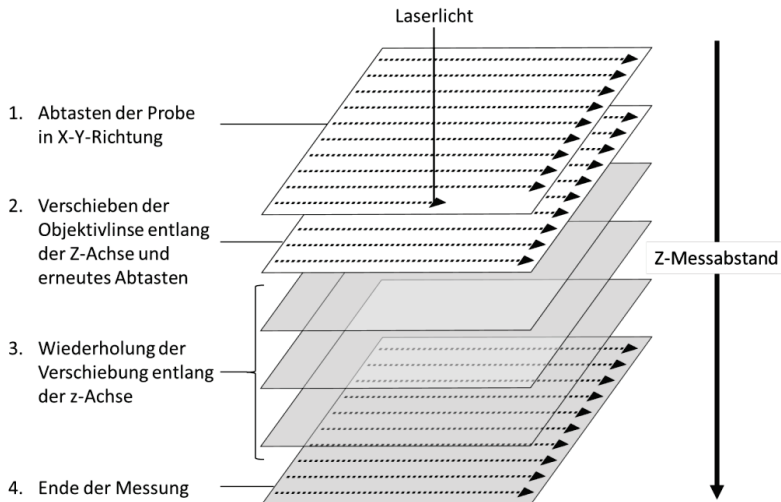 Laserlicht
1. Abtasten der Probe
in X-Y-Richtung
2. Verschieben der
Objektivlinse entlang
der Z-Achse und
erneutes Abtasten
Z-Messabstand
3. Wiederholung der
Verschiebung entlang
der z-Achse
4. Ende der Messung